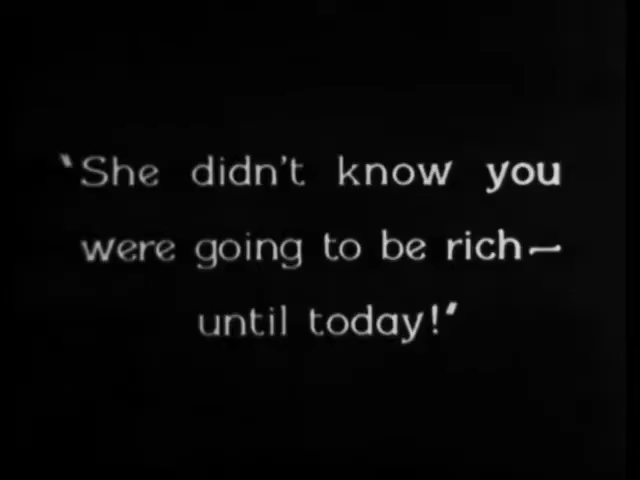 "She didn't know you
were going to be rich—
until today!"